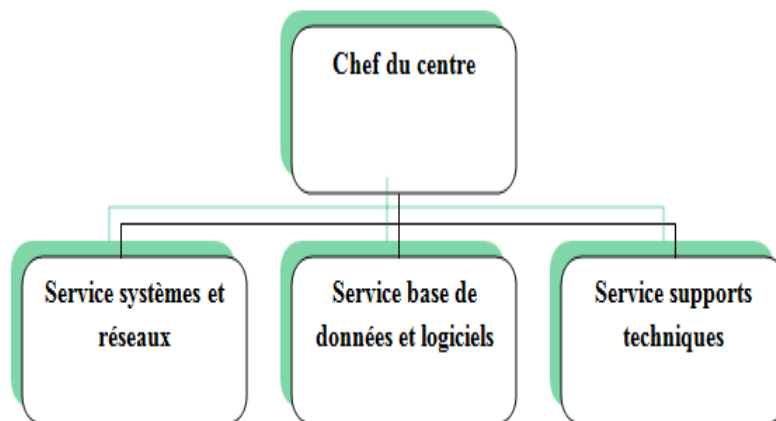 Chef du centre
Service systèmes et
réseaux
Service base de
données et logiciels
Service supports
techniques